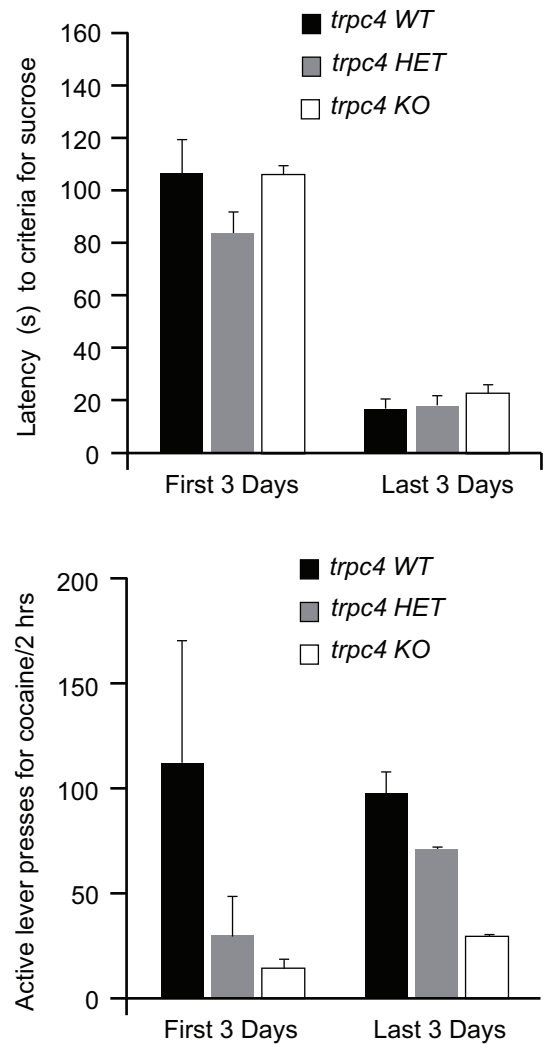 trpc4 WT
trpc4 HET
trpc4 KO
Latency (s) to criteria for sucrose
160
140
120
100
80
60
40
20
0
First 3 Days Last 3 Days
trpc4 WT
trpc4 HET
trpc4 KO
Active lever presses for cocaine/2 hrs
200
150
100
50
0
First 3 Days Last 3 Days